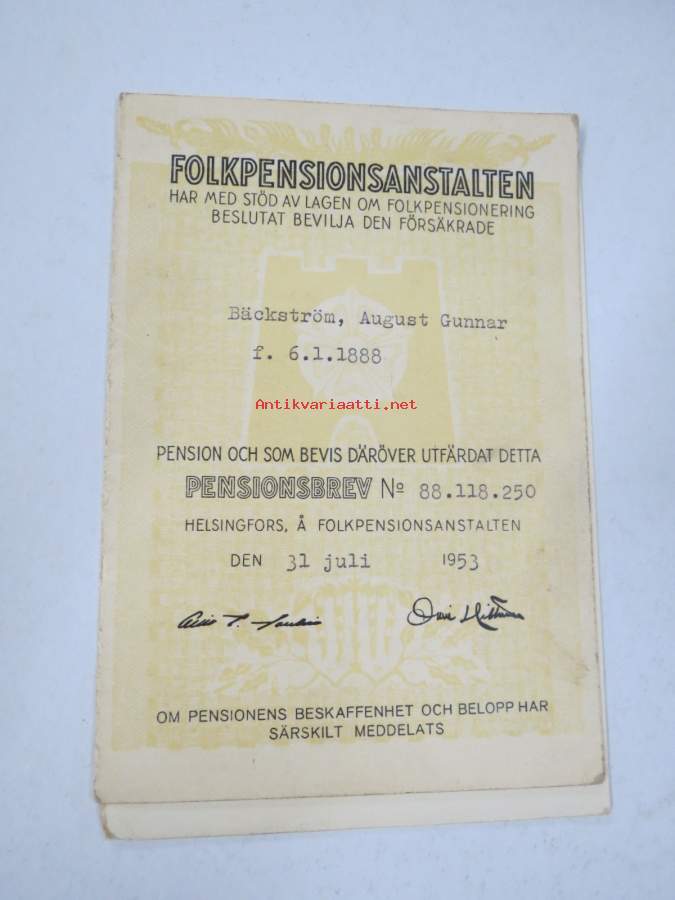 FOLKPENSIONSANSTALTEN
HAR MED STÖD AV LAGEN OM FOLKPENSIONERING
BESLUTAT BEVILJA DEN FÖRSÄKRADE
Bäckström, August Gunnar
f. 6.1.1888
Antikvariaatti.net
PENSION OCH SOM BEVIS DÄRÖVER UTFÄRDAT DETTA
PENSIONSBREV Nº 88.118.250
HELSINGFORS, Å FOLKPENSIONSANSTALTEN
DEN 31 juli 1953
OM PENSIONENS BESKAFFENHET OCH BELOPP HAR
SÄRSKILT MEDDELATS